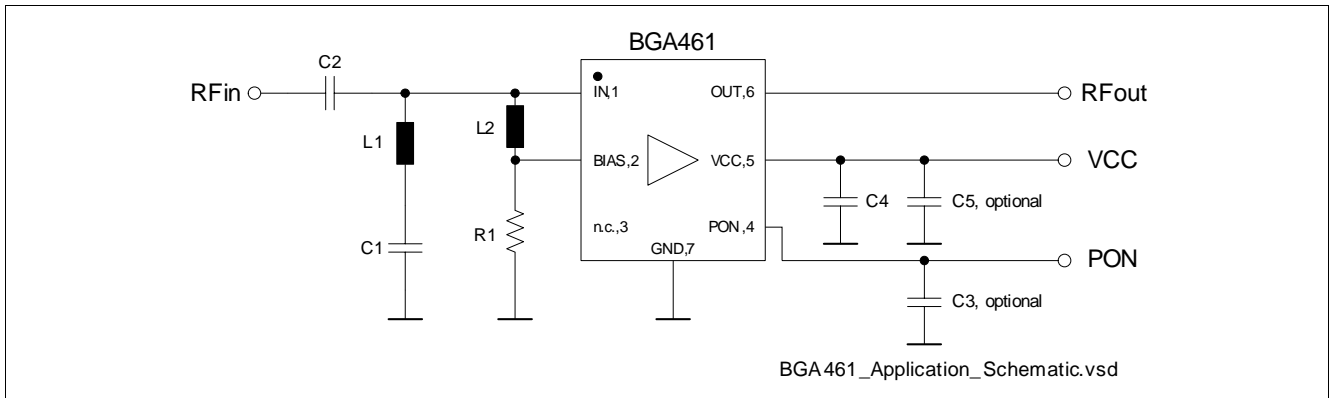 BGA461
C2
RFin
IN,1
OUT,6
RFout
L1
L2
BIAS,2
VCC,5
VCC
C4
C5, optional
R1
n.c.,3
PON,4
C1
GND,7
PON
C3, optional
BGA461_Application_Schematic.vsd